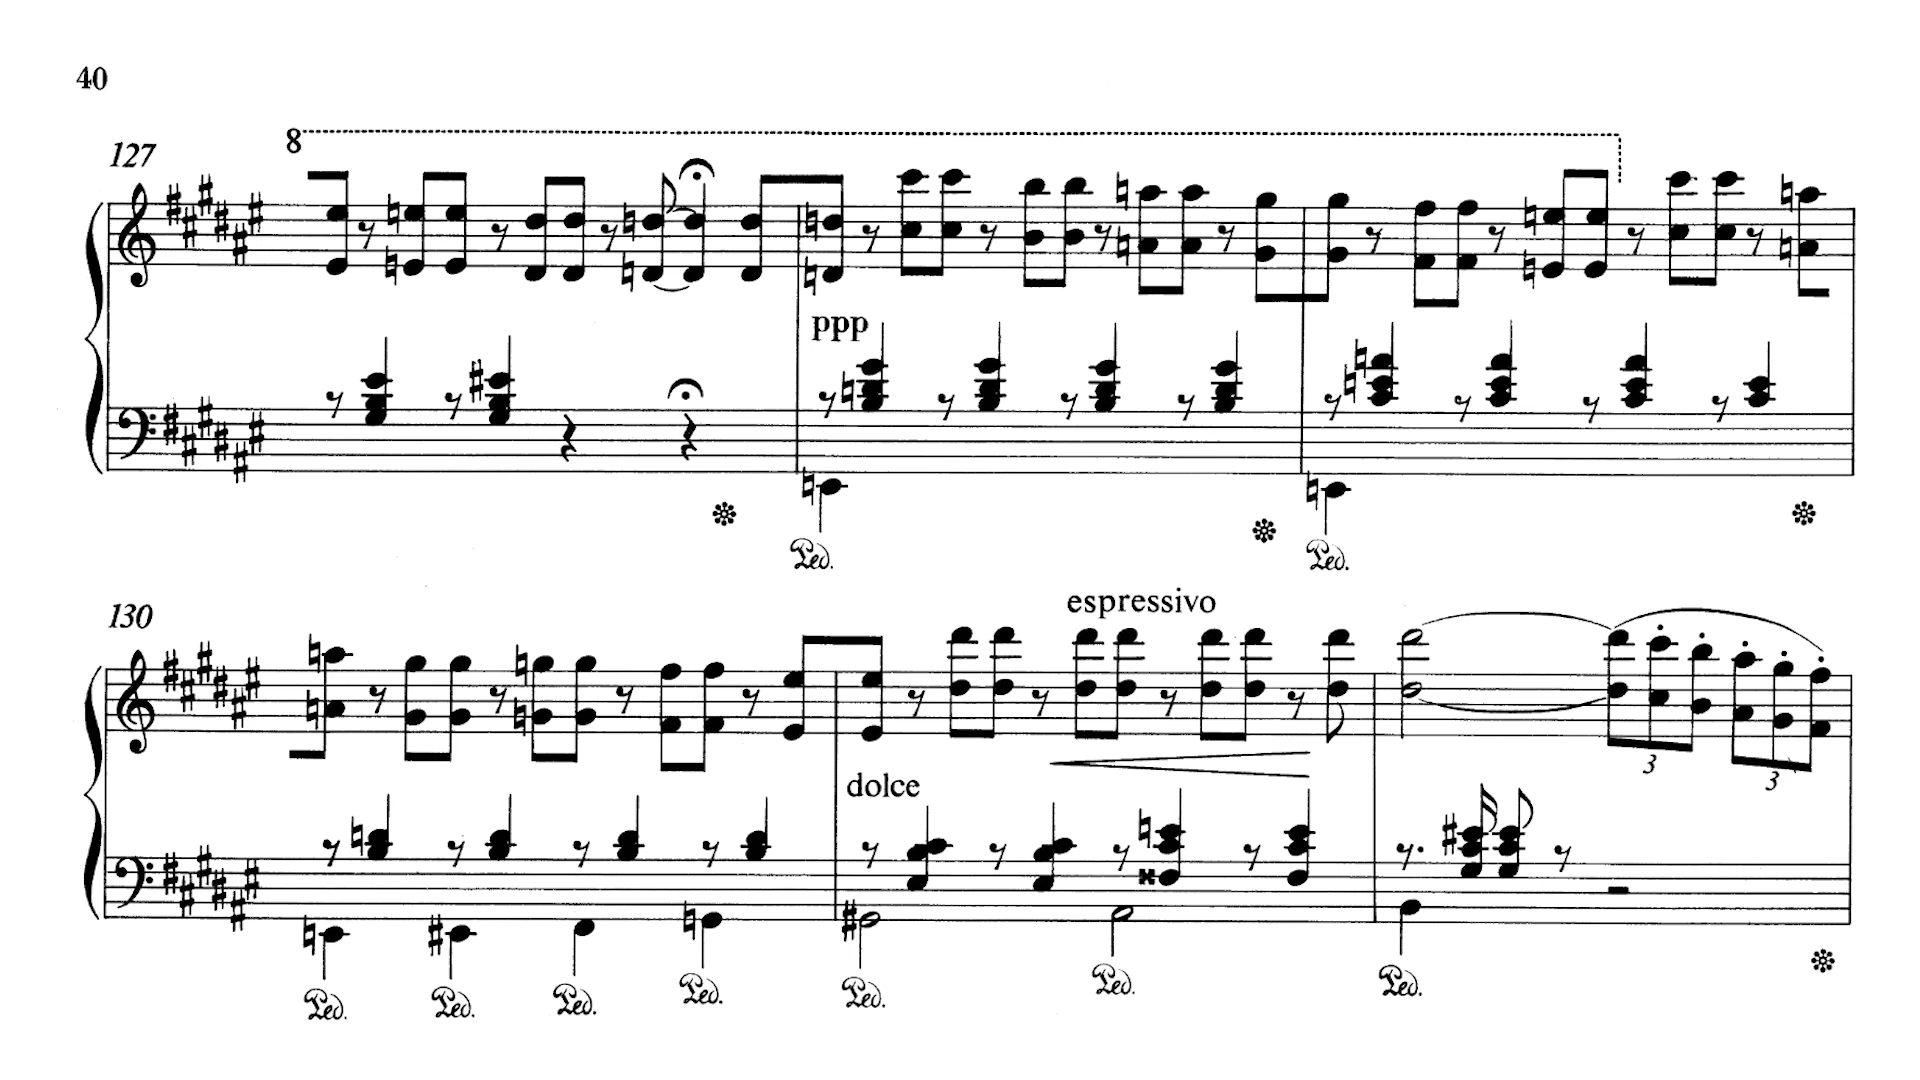 40
127
8
ppp
Ped. Ped.
130
espressivo
dolce
3 3
Ped. Ped. Ped. Ped. Ped. Ped. Ped.